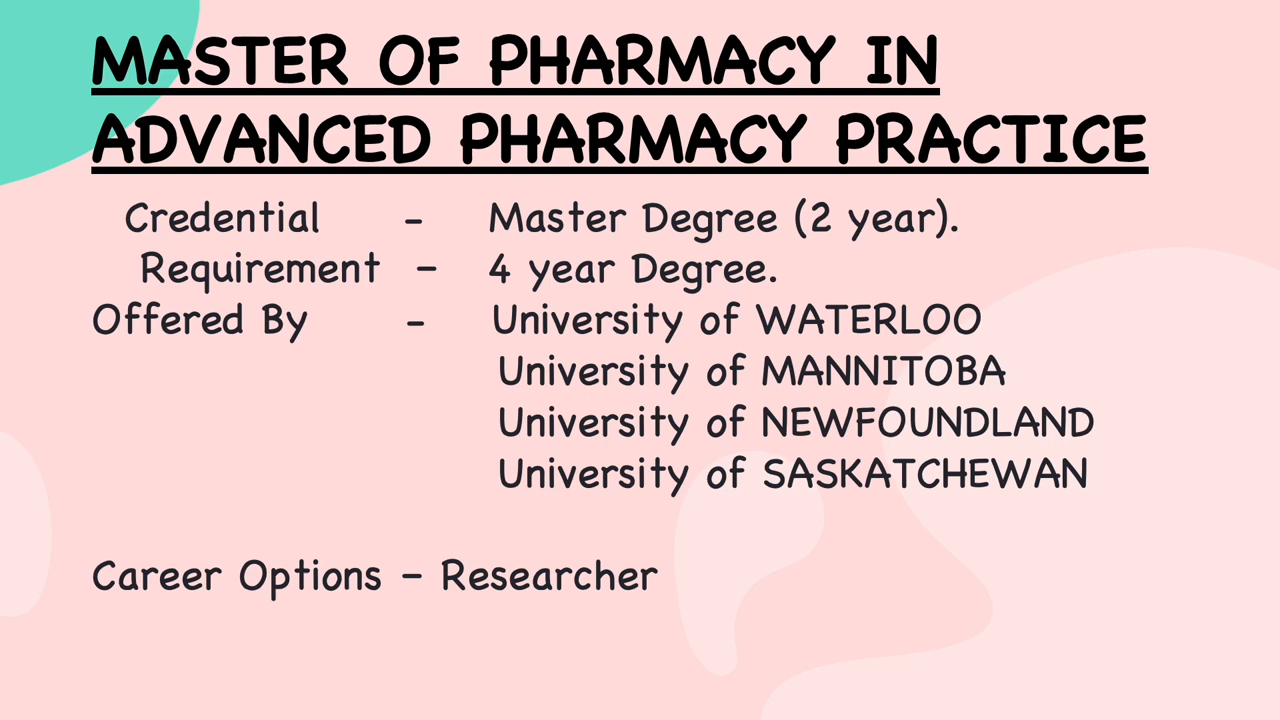 MASTER OF PHARMACY IN
ADVANCED PHARMACY PRACTICE
Credential - Master Degree (2 year).
Requirement - 4 year Degree.
Offered By - University of WATERLOO
University of MANNITOBA
University of NEWFOUNDLAND
University of SASKATCHEWAN
Career Options - Researcher